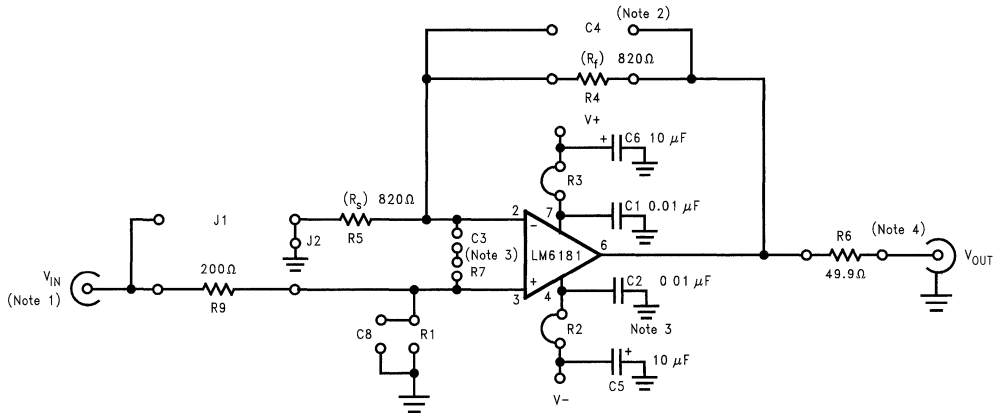 C4 (Note 2)
(Rf) 820Ω
R4
V+
C6 10 µF
+
R3
C1 0.01 µF
(Rs) 820Ω
J1
R5
J2
2
7
−
C3
(Note 3)
R7
LM6181
6
+
3
4
VIN
(Note 1)
200Ω
R9
C2 0 01 µF
R2
Note 3
C8
R1
+
10 µF
C5
V−
R6
(Note 4)
49.9Ω
VOUT